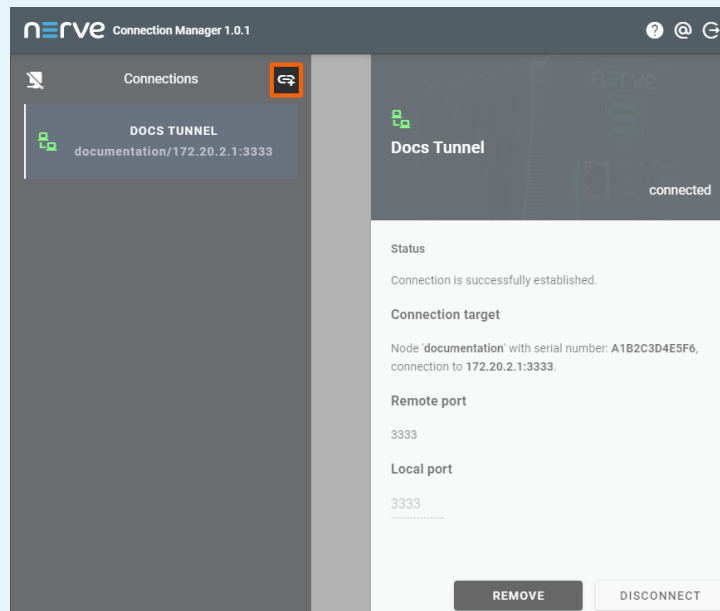 nerve Connection Manager 1.0.1
Connections
DOCS TUNNEL
documentation/172.20.2.1:3333
nerve
Docs Tunnel
connected
Status
Connection is successfully established.
Connection target
Node 'documentation' with serial number: A1B2C3D4E5F6,
connection to 172.20.2.1:3333.
Remote port
3333
Local port
3333
REMOVE
DISCONNECT